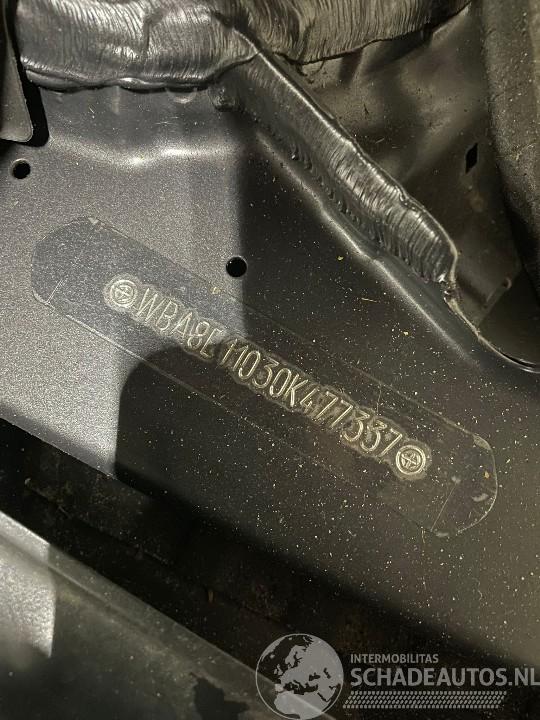 WBA8E11030K477337
INTERMOBILITAS
SCHADEAUTOS.NL